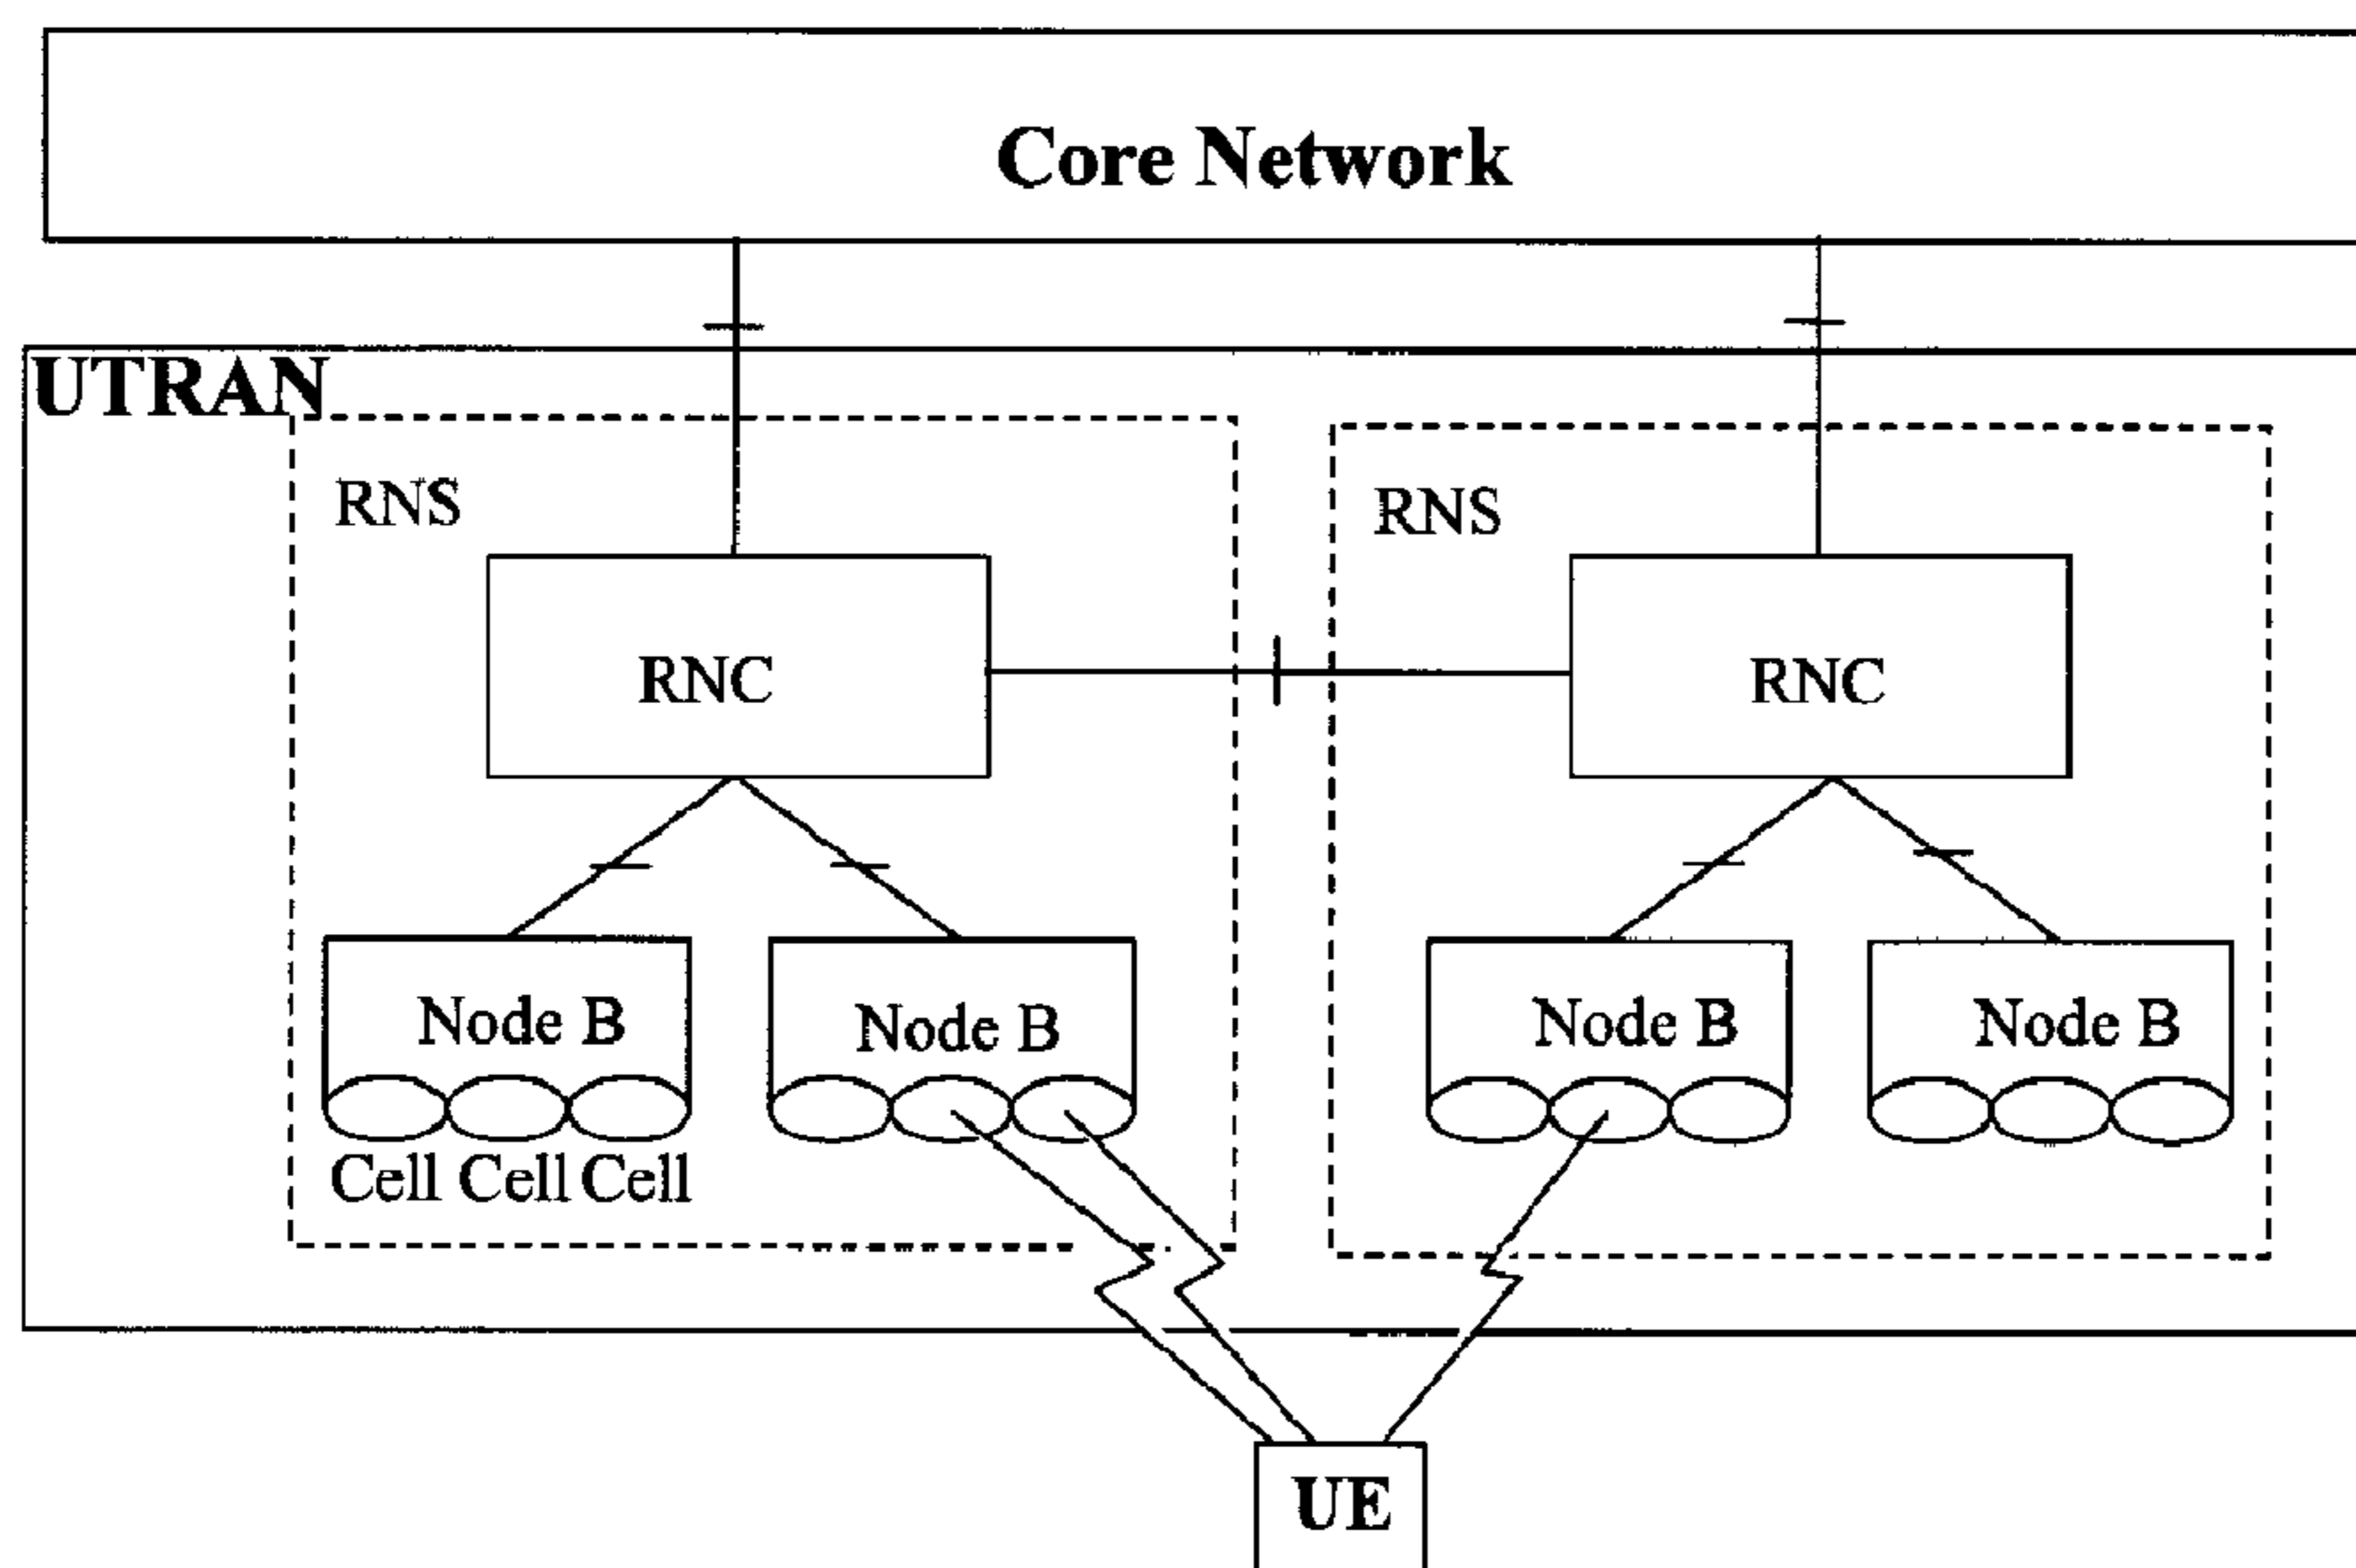 Core Network
UTRAN
RNS
RNS
RNC
RNC
Node B
Node B
Node B
Node B
Cell Cell Cell
UE